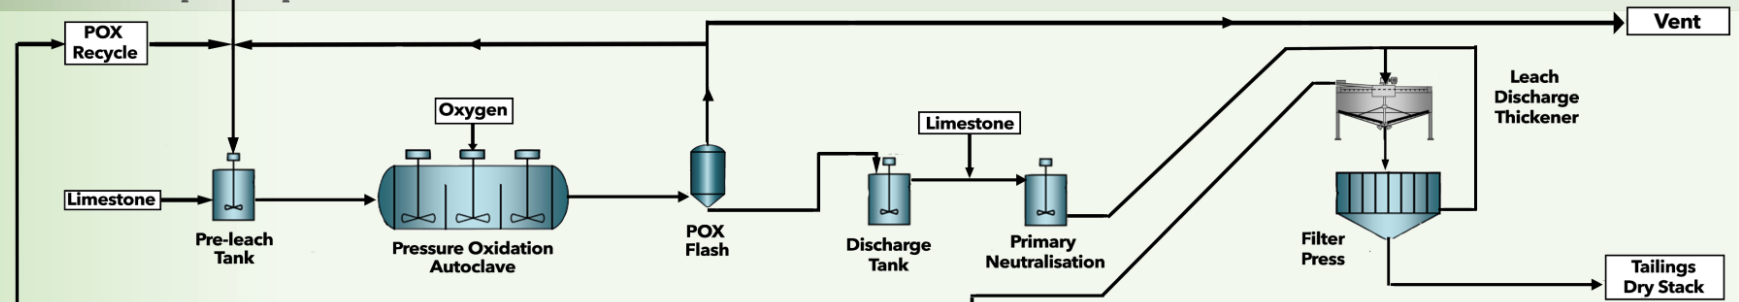 POX
Recycle
Vent
Oxygen
Limestone
Leach
Discharge
Thickener
Limestone
Pre-leach
Tank
Pressure Oxidation
Autoclave
POX
Flash
Discharge
Tank
Primary
Neutralisation
Filter
Press
Tailings
Dry Stack